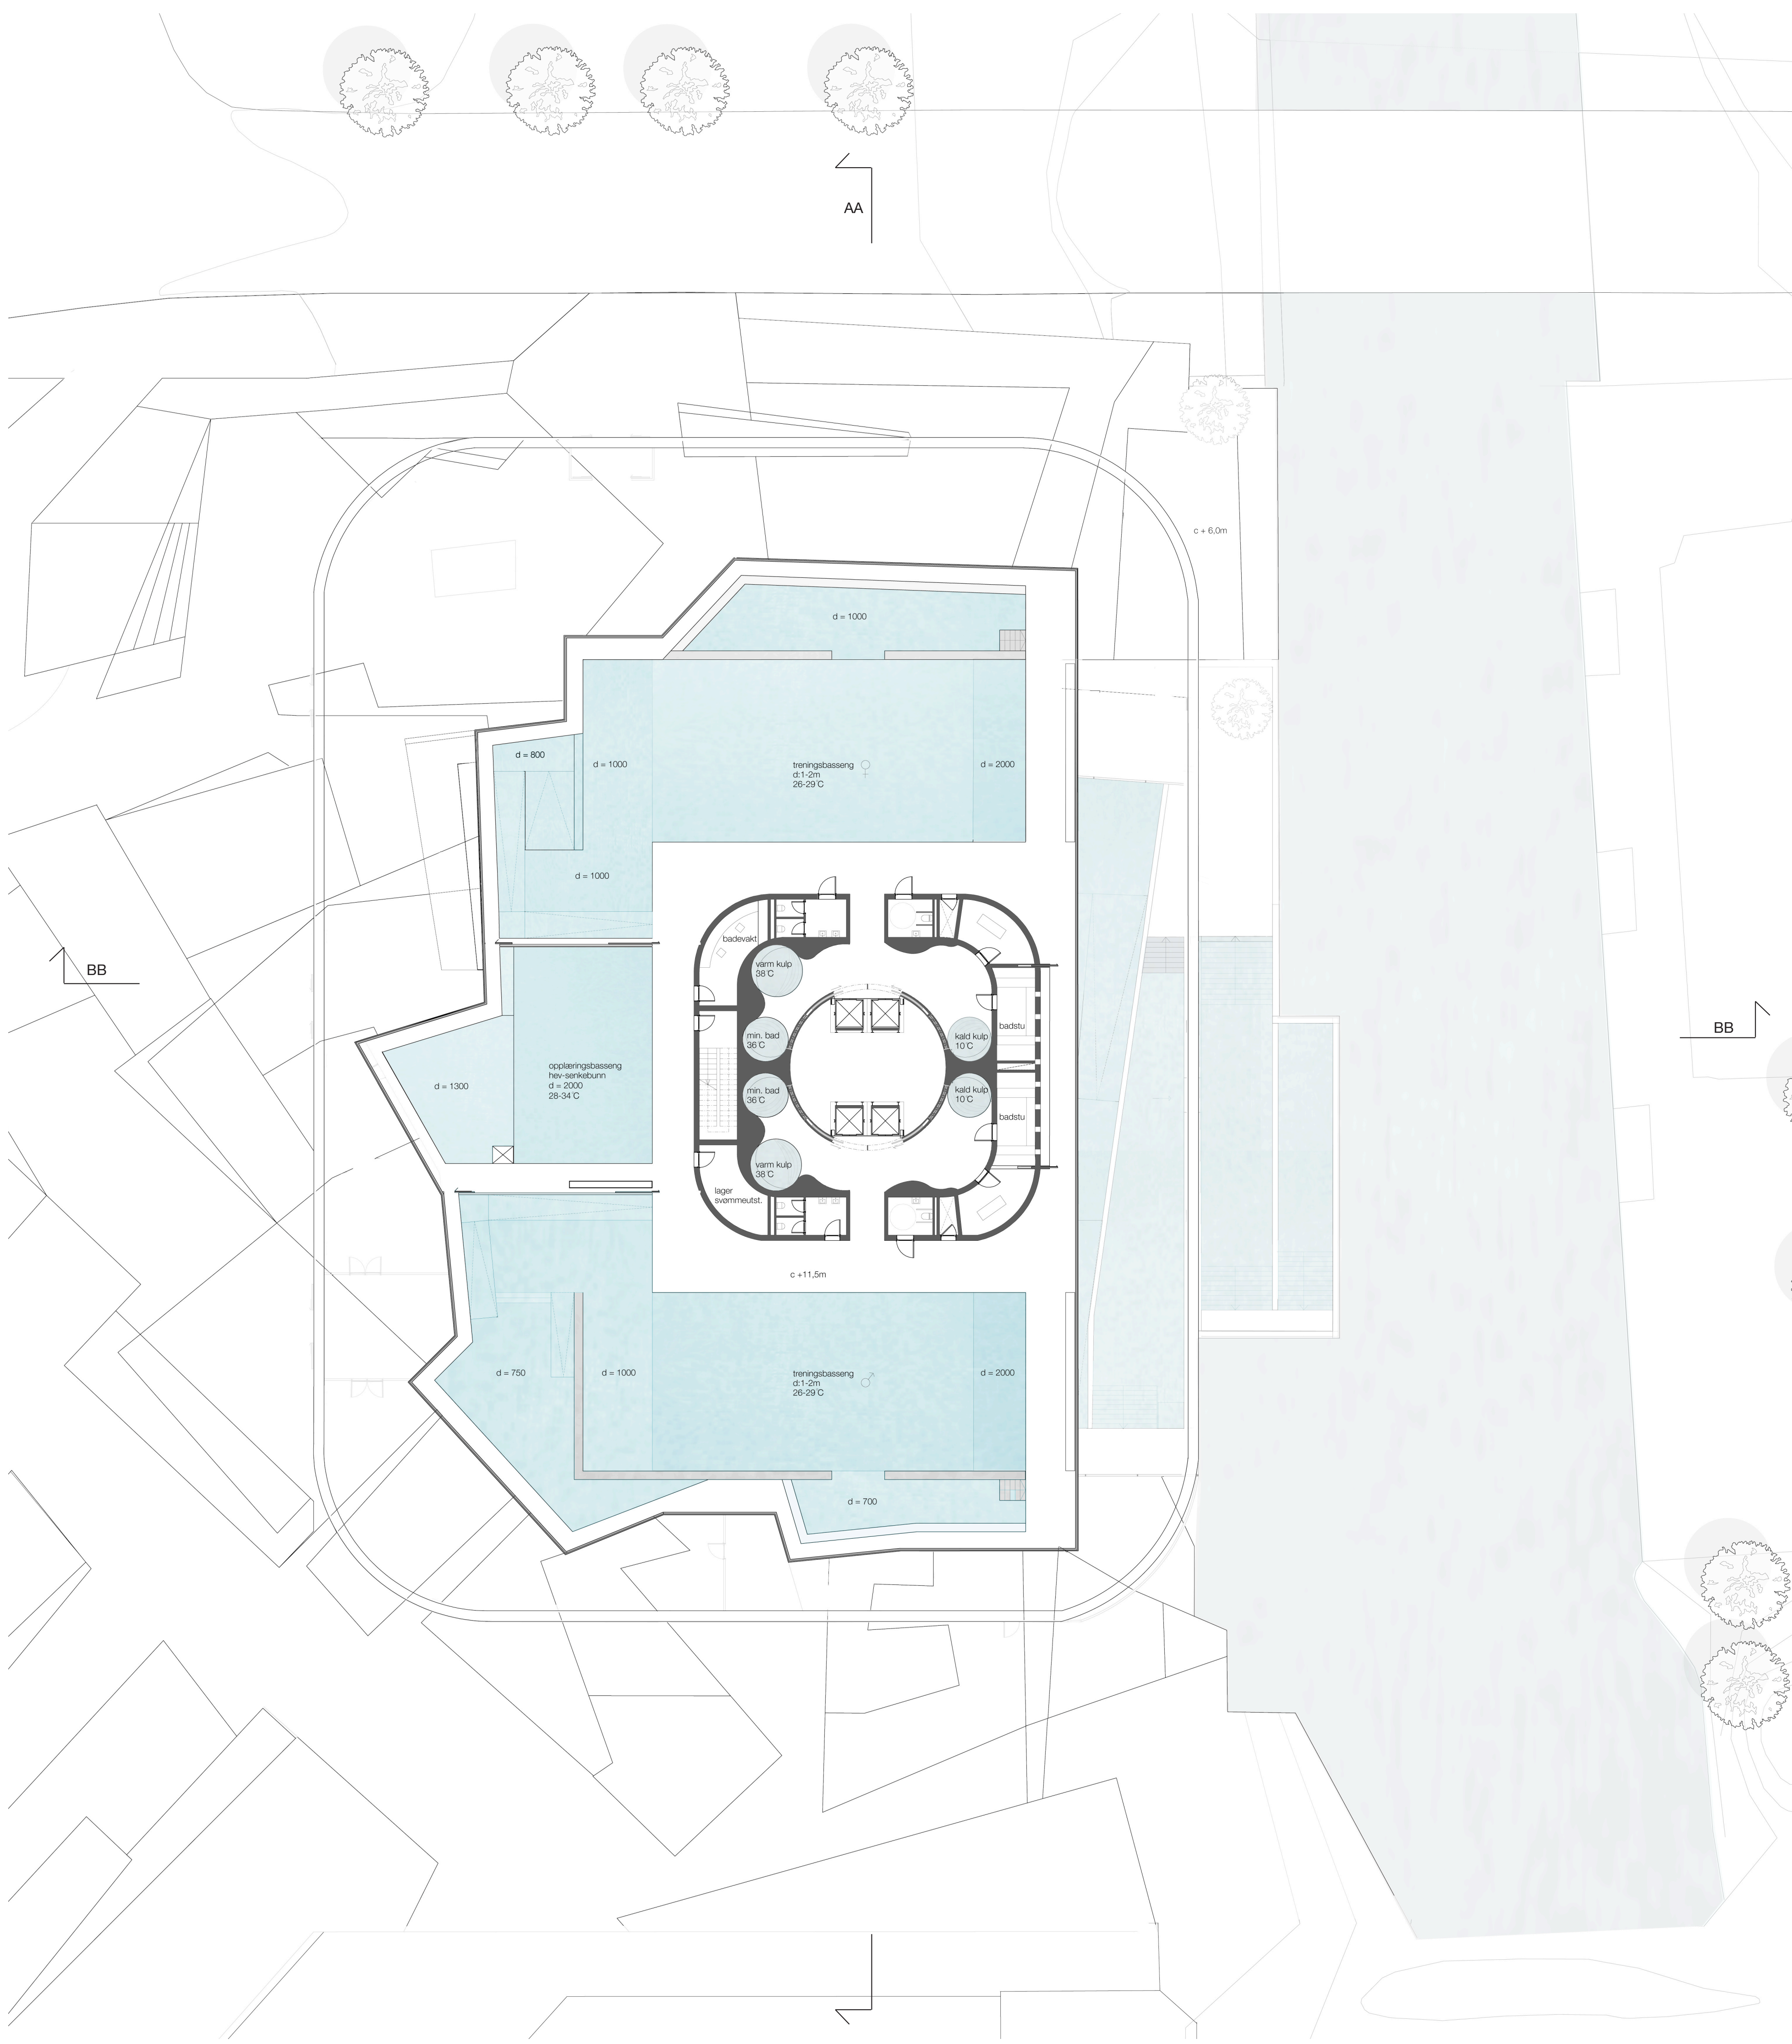 AA
c + 6,0m
d = 1000
d = 800
d = 1000
treningsbasseng
d:1-2m
26-29°C
d = 2000
d = 1000
badevakt
varm kulp
38°C
BB
min. bad
36°C
kald kulp
10°C
badstu
BB
opplæringsbasseng
hev-senkebunn
d = 2000
28-34°C
d = 1300
min. bad
36°C
kald kulp
10°C
badstu
varm kulp
38°C
lager
svømmeutst.
c +11,5m
d = 750
d = 1000
treningsbasseng
d:1-2m
26-29°C
d = 2000
d = 700